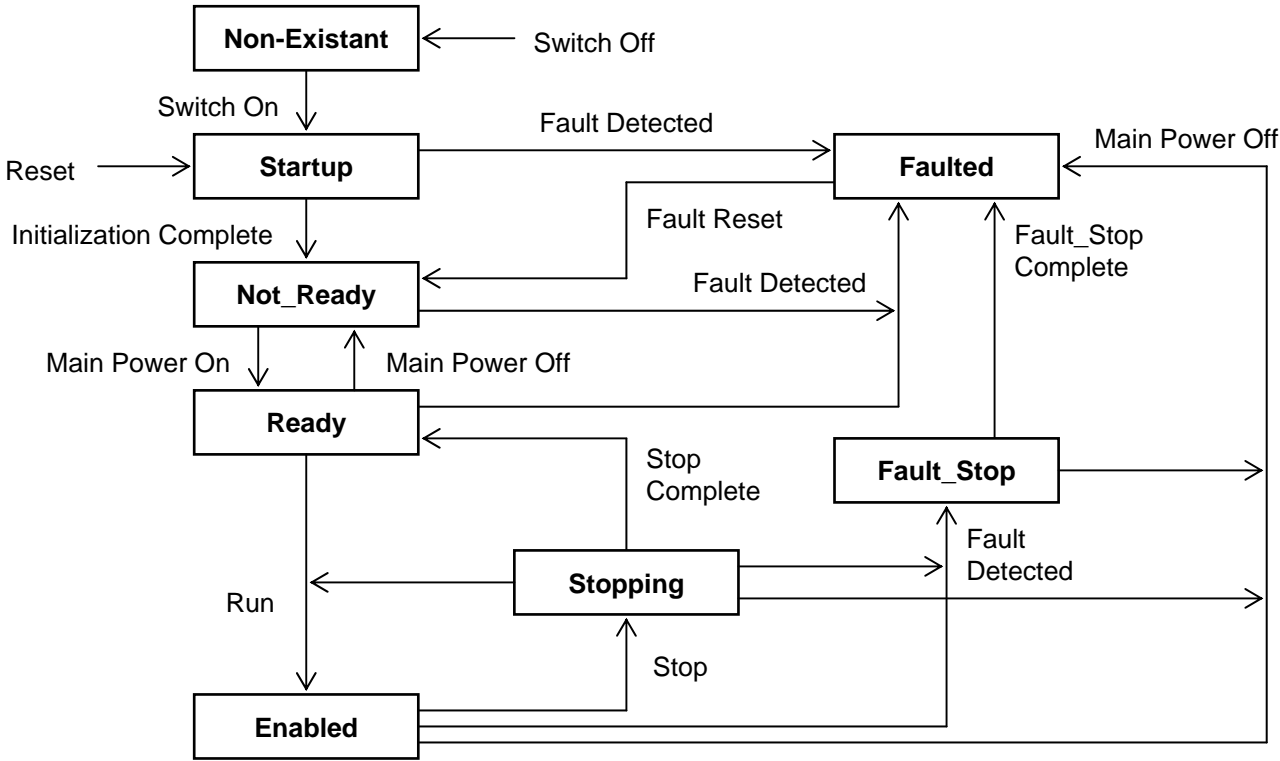 Non-Existant
Switch Off
Switch On
Fault Detected
Main Power Off
Reset
Startup
Faulted
Initialization Complete
Fault Reset
Fault_Stop
Complete
Not_Ready
Fault Detected
Main Power On
Main Power Off
Ready
Stop
Complete
Fault_Stop
Fault
Detected
Stopping
Run
Stop
Enabled